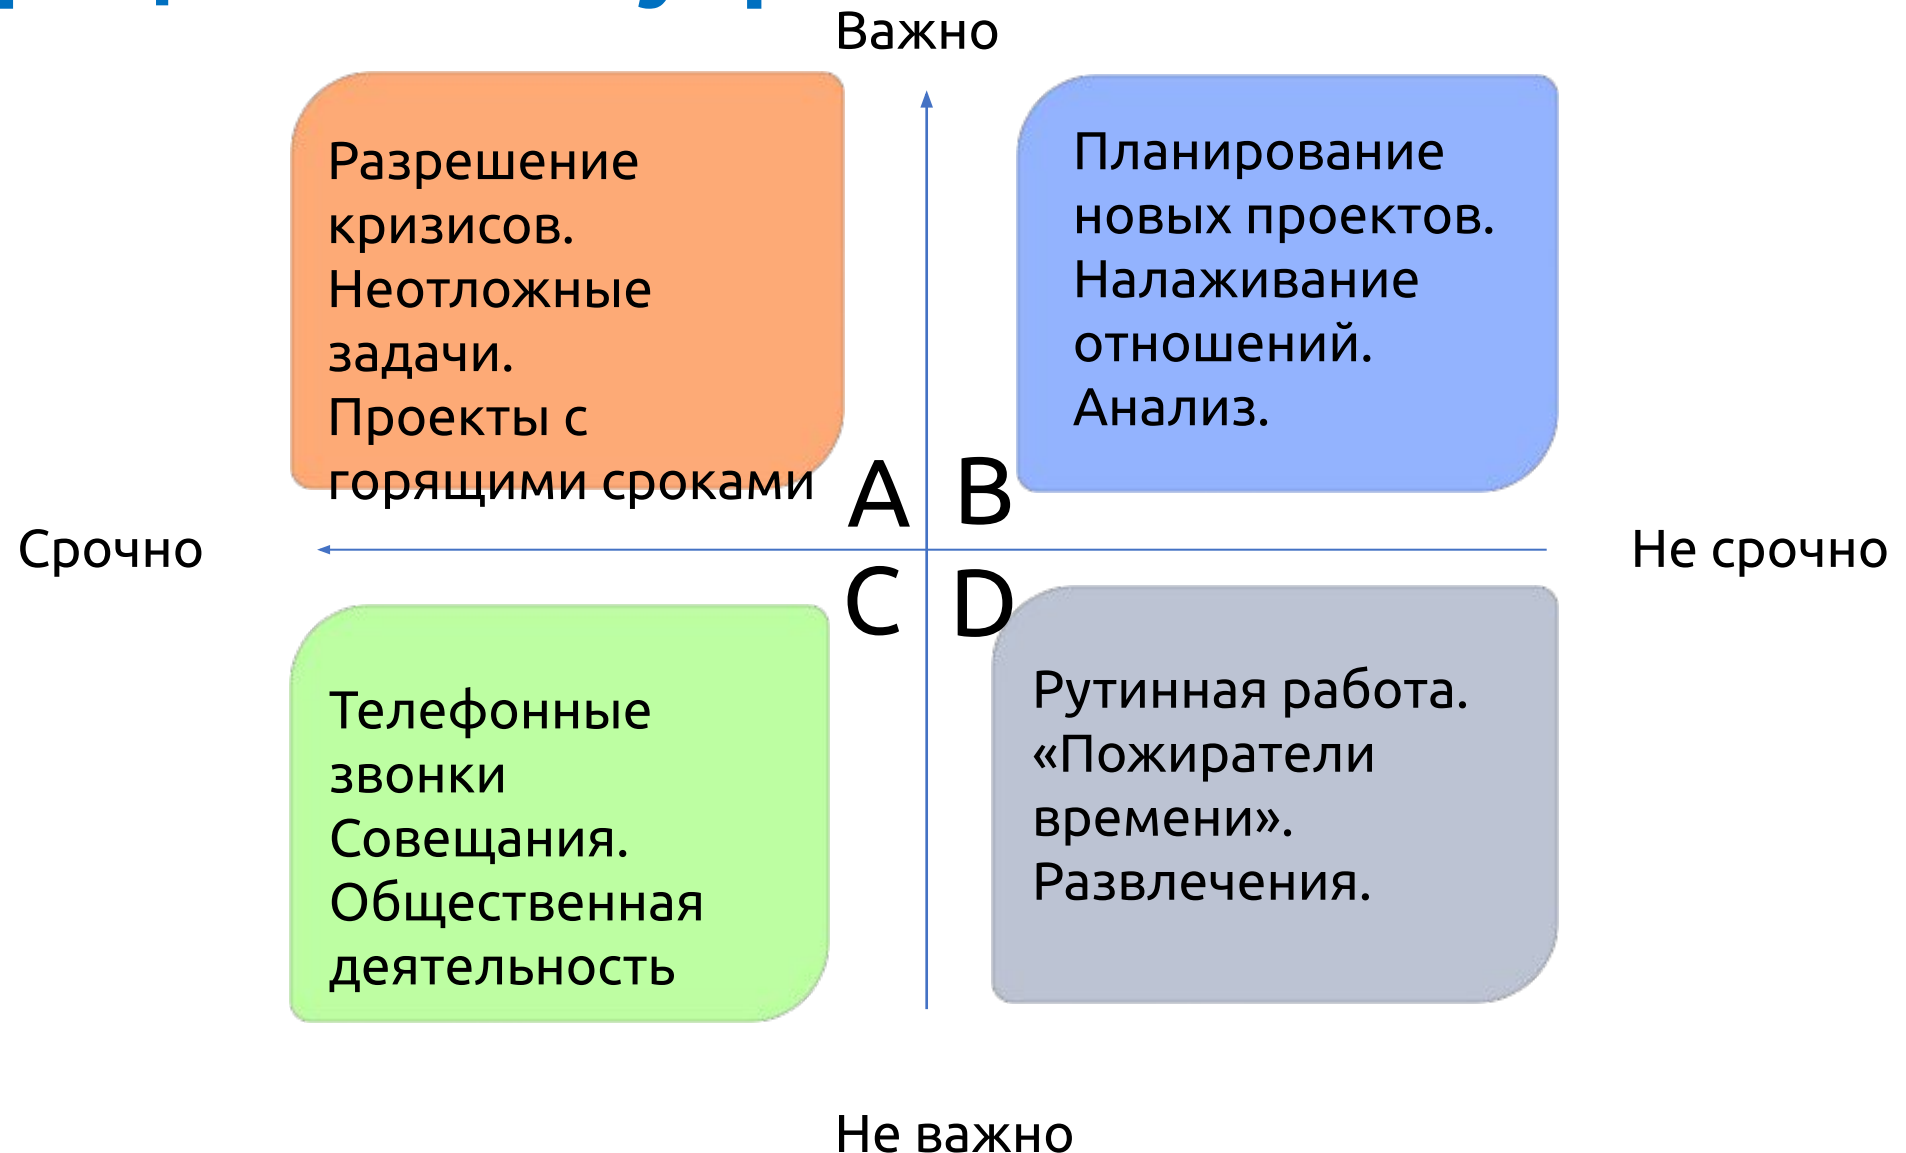 Важно
Разрешение
кризисов.
Неотложные
задачи.
Проекты с
горящими сроками
Планирование
новых проектов.
Налаживание
отношений.
Анализ.
A B
Срочно
Не срочно
C D
Телефонные
звонки
Совещания.
Общественная
деятельность
Рутинная работа.
«Пожиратели
времени».
Развлечения.
Не важно